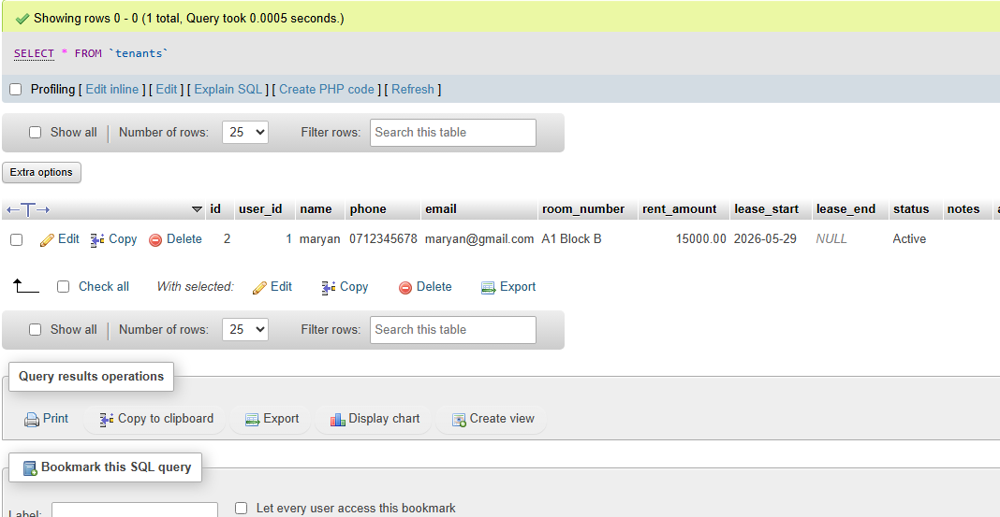 Showing rows 0 - 0 (1 total, Query took 0.0005 seconds.)
SELECT * FROM `tenants`
Profiling [ Edit inline ] [ Edit ] [ Explain SQL ] [ Create PHP code ] [ Refresh ]
Show all Number of rows: 25 Filter rows: Search this table
Extra options
id user_id name phone email room_number rent_amount lease_start lease_end status notes
Edit Copy Delete 2 1 maryan 0712345678 maryan@gmail.com A1 Block B 15000.00 2026-05-29 NULL Active
Check all With selected: Edit Copy Delete Export
Show all Number of rows: 25 Filter rows: Search this table
Query results operations
Print Copy to clipboard Export Display chart Create view
Bookmark this SQL query
Label: Let every user access this bookmark